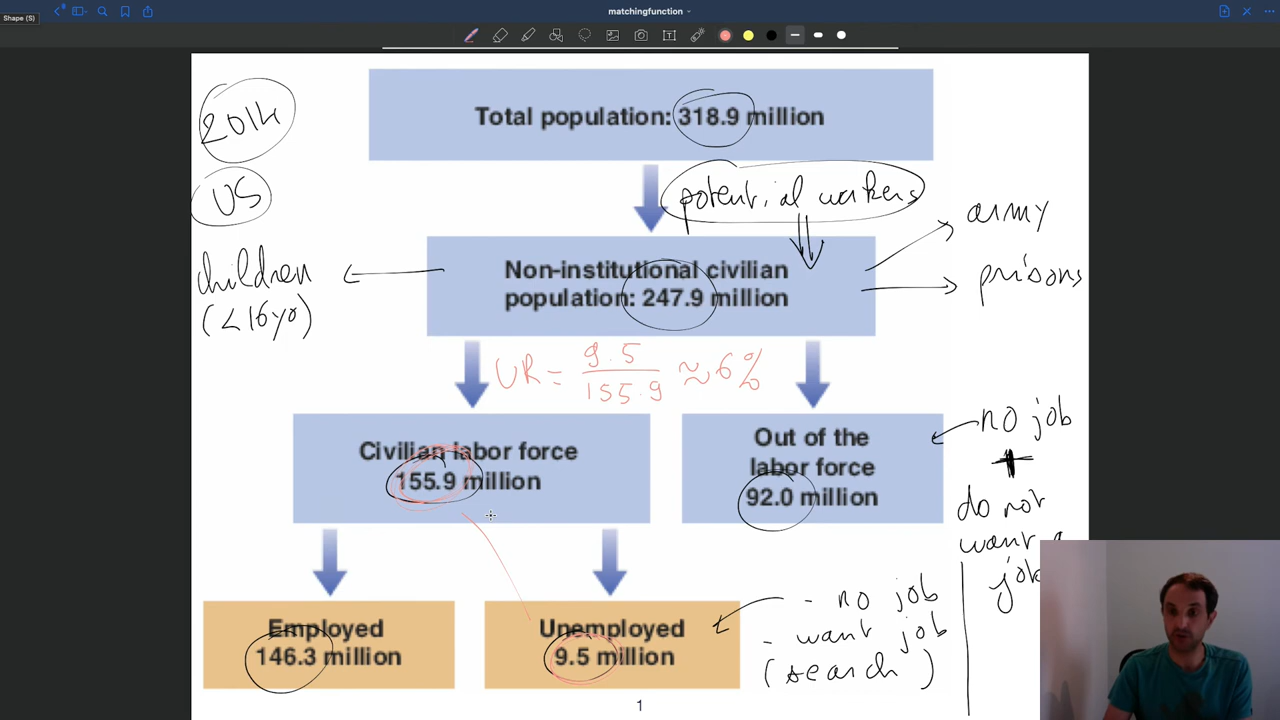 matchingfunction
Shape (S)
2014
Total population: 318.9 million
US
potential workers
army
Non-institutional civilian
population: 247.9 million
prisons
children
(<16yr)
UR = 9.5 / 155.9 ≈ 6%
Civilian labor force
155.9 million
Out of the
labor force
92.0 million
no job
+
do not
want a
job
Employed
146.3 million
Unemployed
9.5 million
- no job
- want job
(search)
1